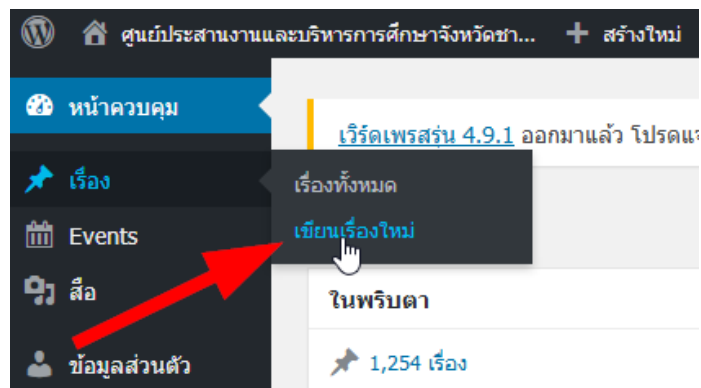 ศูนย์ประสานงานและบริหารการศึกษาจังหวัดชา... + สร้างใหม่
หน้าควบคุม
เวิร์ดเพรสรุ่น 4.9.1 ออกมาแล้ว โปรดแจ
เรื่อง
เรื่องทั้งหมด
เขียนเรื่องใหม่
Events
สื่อ
ในพริบตา
ข้อมูลส่วนตัว
1,254 เรื่อง